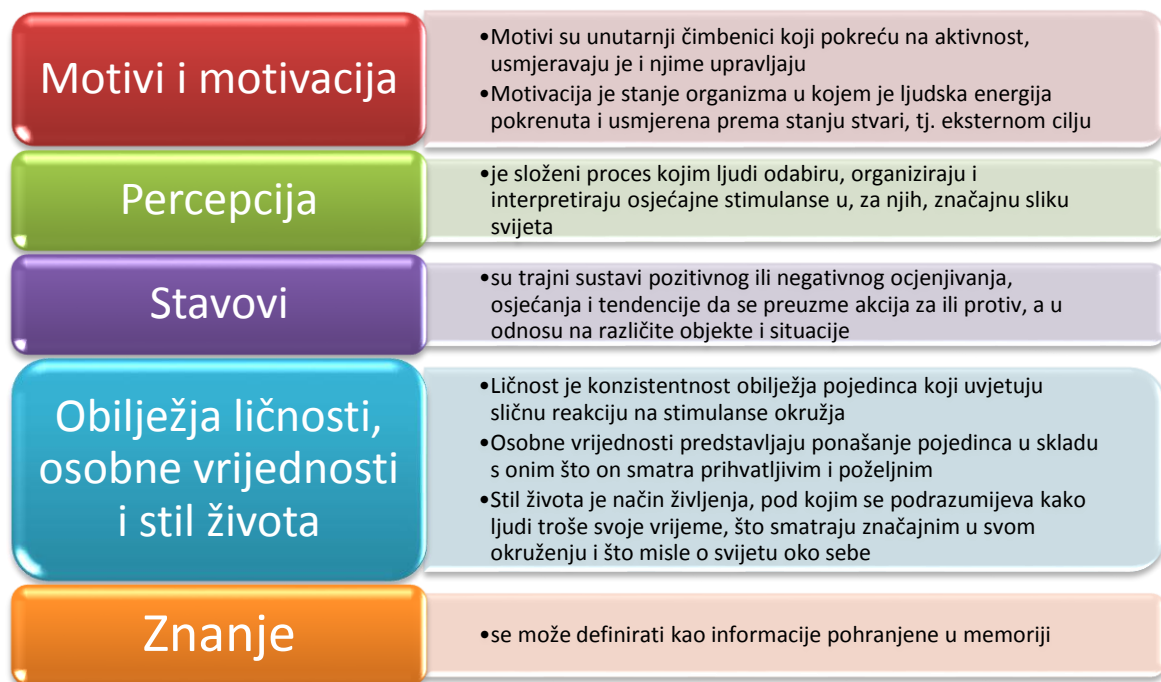 Motivi i motivacija
•Motivi su unutarnji čimbenici koji pokreću na aktivnost,
usmjeravaju je i njime upravljaju
•Motivacija je stanje organizma u kojem je ljudska energija
pokrenuta i usmjerena prema stanju stvari, tj. eksternom cilju
Percepcija
•je složeni proces kojim ljudi odabiru, organiziraju i
interpretiraju osjećajne stimulanse u, za njih, značajnu sliku
svijeta
Stavovi
•su trajni sustavi pozitivnog ili negativnog ocjenjivanja,
osjećanja i tendencije da se preuzme akcija za ili protiv, a u
odnosu na različite objekte i situacije
Obilježja ličnosti,
osobne vrijednosti
i stil života
•Ličnost je konzistentnost obilježja pojedinca koji uvjetuju
sličnu reakciju na stimulanse okružja
•Osobne vrijednosti predstavljaju ponašanje pojedinca u skladu
s onim što on smatra prihvatljivim i poželjnim
•Stil života je način življenja, pod kojim se podrazumijeva kako
ljudi troše svoje vrijeme, što smatraju značajnim u svom
okruženju i što misle o svijetu oko sebe
Znanje
•se može definirati kao informacije pohranjene u memoriji